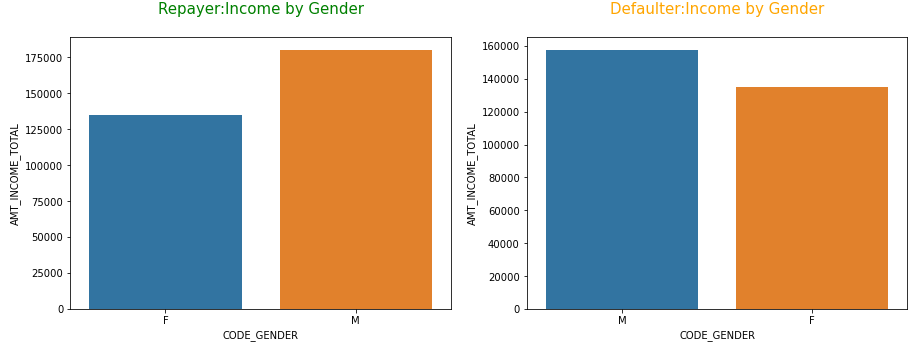 Repayer:Income by Gender
AMT_INCOME_TOTAL
175000
150000
125000
100000
75000
50000
25000
0
F
M
CODE_GENDER
Defaulter:Income by Gender
AMT_INCOME_TOTAL
160000
140000
120000
100000
80000
60000
40000
20000
0
M
F
CODE_GENDER